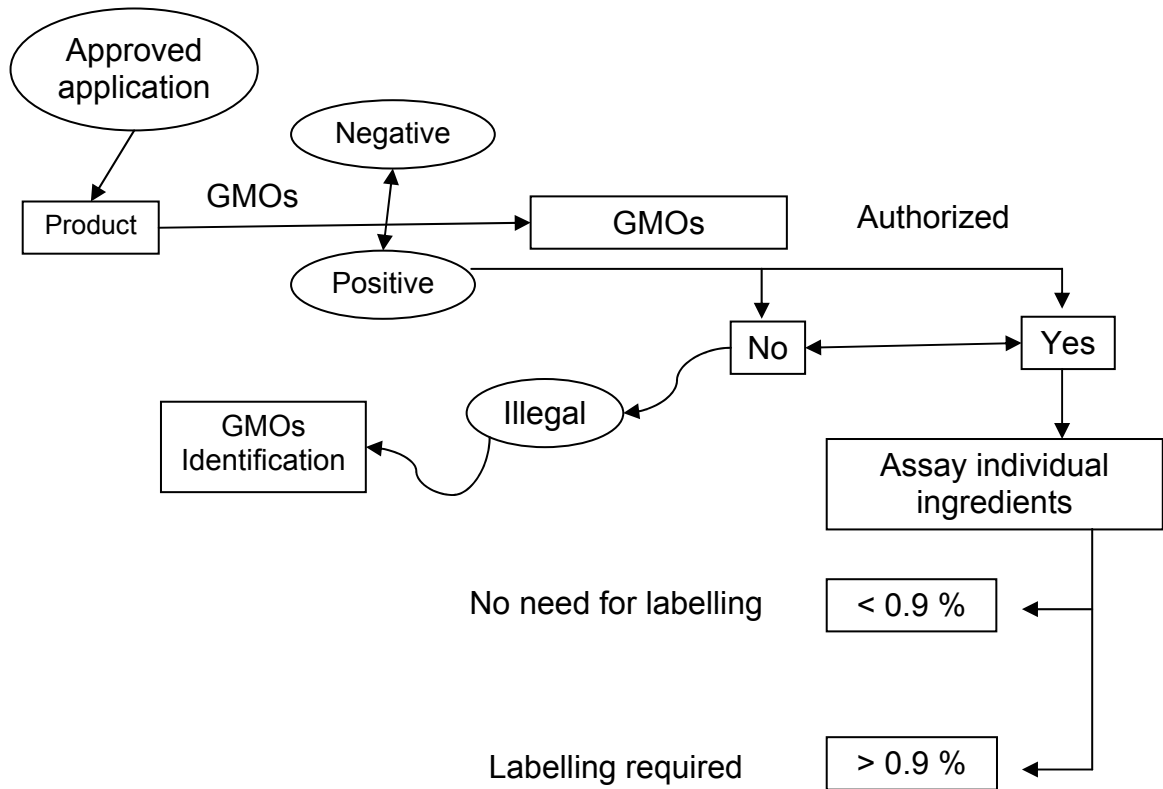 Approved
application
Negative
GMOs
Product
GMOs
Authorized
Positive
No
Yes
Illegal
GMOs
Identification
Assay individual
ingredients
No need for labelling
< 0.9 %
Labelling required
> 0.9 %